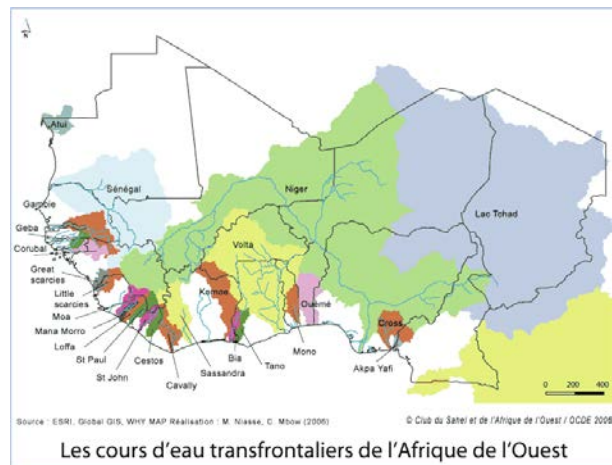 N
Atui
Sénégal
Gambie
Geba
Corubal
Great
scarcies
Little
scarcies
Moa
Mana Morro
Loffa
St Paul
St John
Cestos
Cavally
Sassandra
Komoe
Bia
Tano
Volta
Mono
Ouémé
Niger
Cross
Akpa Yafi
Lac Tchad
0 200 400
Source : ESRI, Global GIS, WHY MAP Réalisation : M. Niasse, C. Mbow (2006)
© Club du Sahel et de l'Afrique de l'Ouest / OCDE 2006
Les cours d'eau transfrontaliers de l'Afrique de l'Ouest